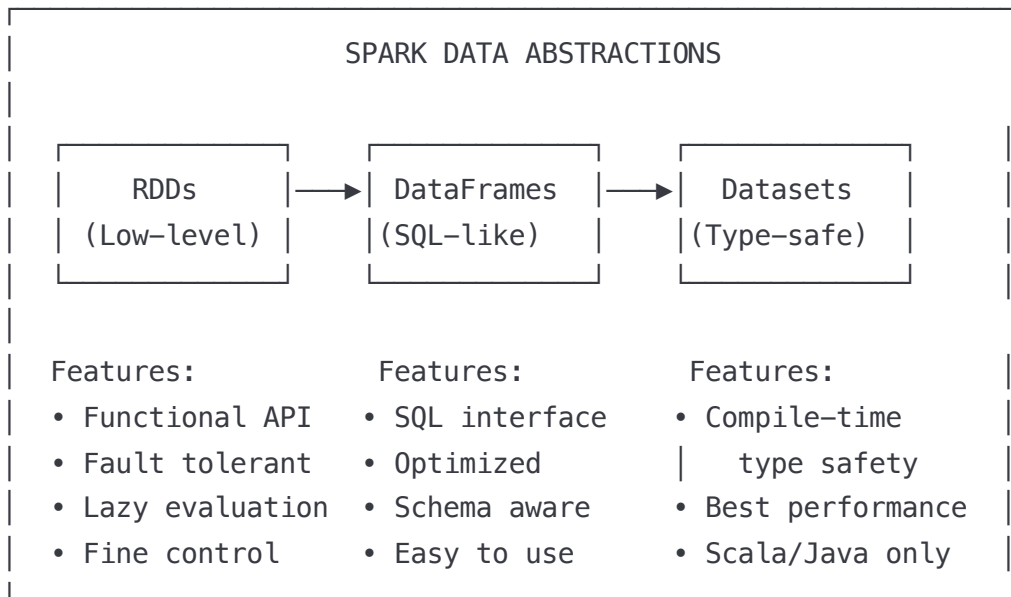 SPARK DATA ABSTRACTIONS
RDDs DataFrames Datasets
(Low-level) (SQL-like) (Type-safe)
Features: Features: Features:
• Functional API • SQL interface • Compile-time
• Fault tolerant • Optimized type safety
• Lazy evaluation • Schema aware • Best performance
• Fine control • Easy to use • Scala/Java only